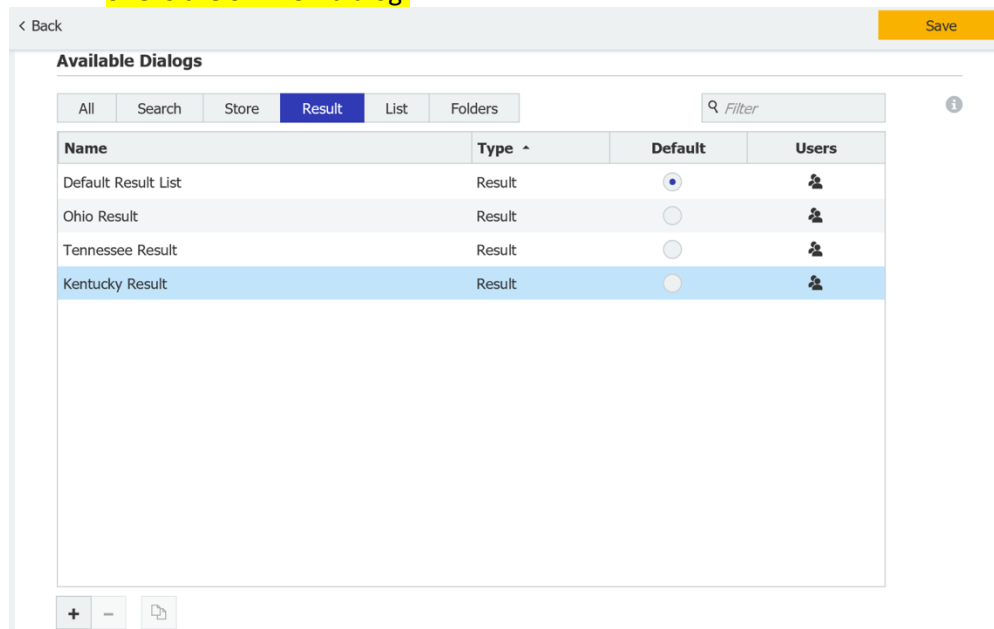 < Back
Save
Available Dialogs
All Search Store Result List Folders Filter
Name Type Default Users
Default Result List Result
Ohio Result Result
Tennessee Result Result
Kentucky Result Result